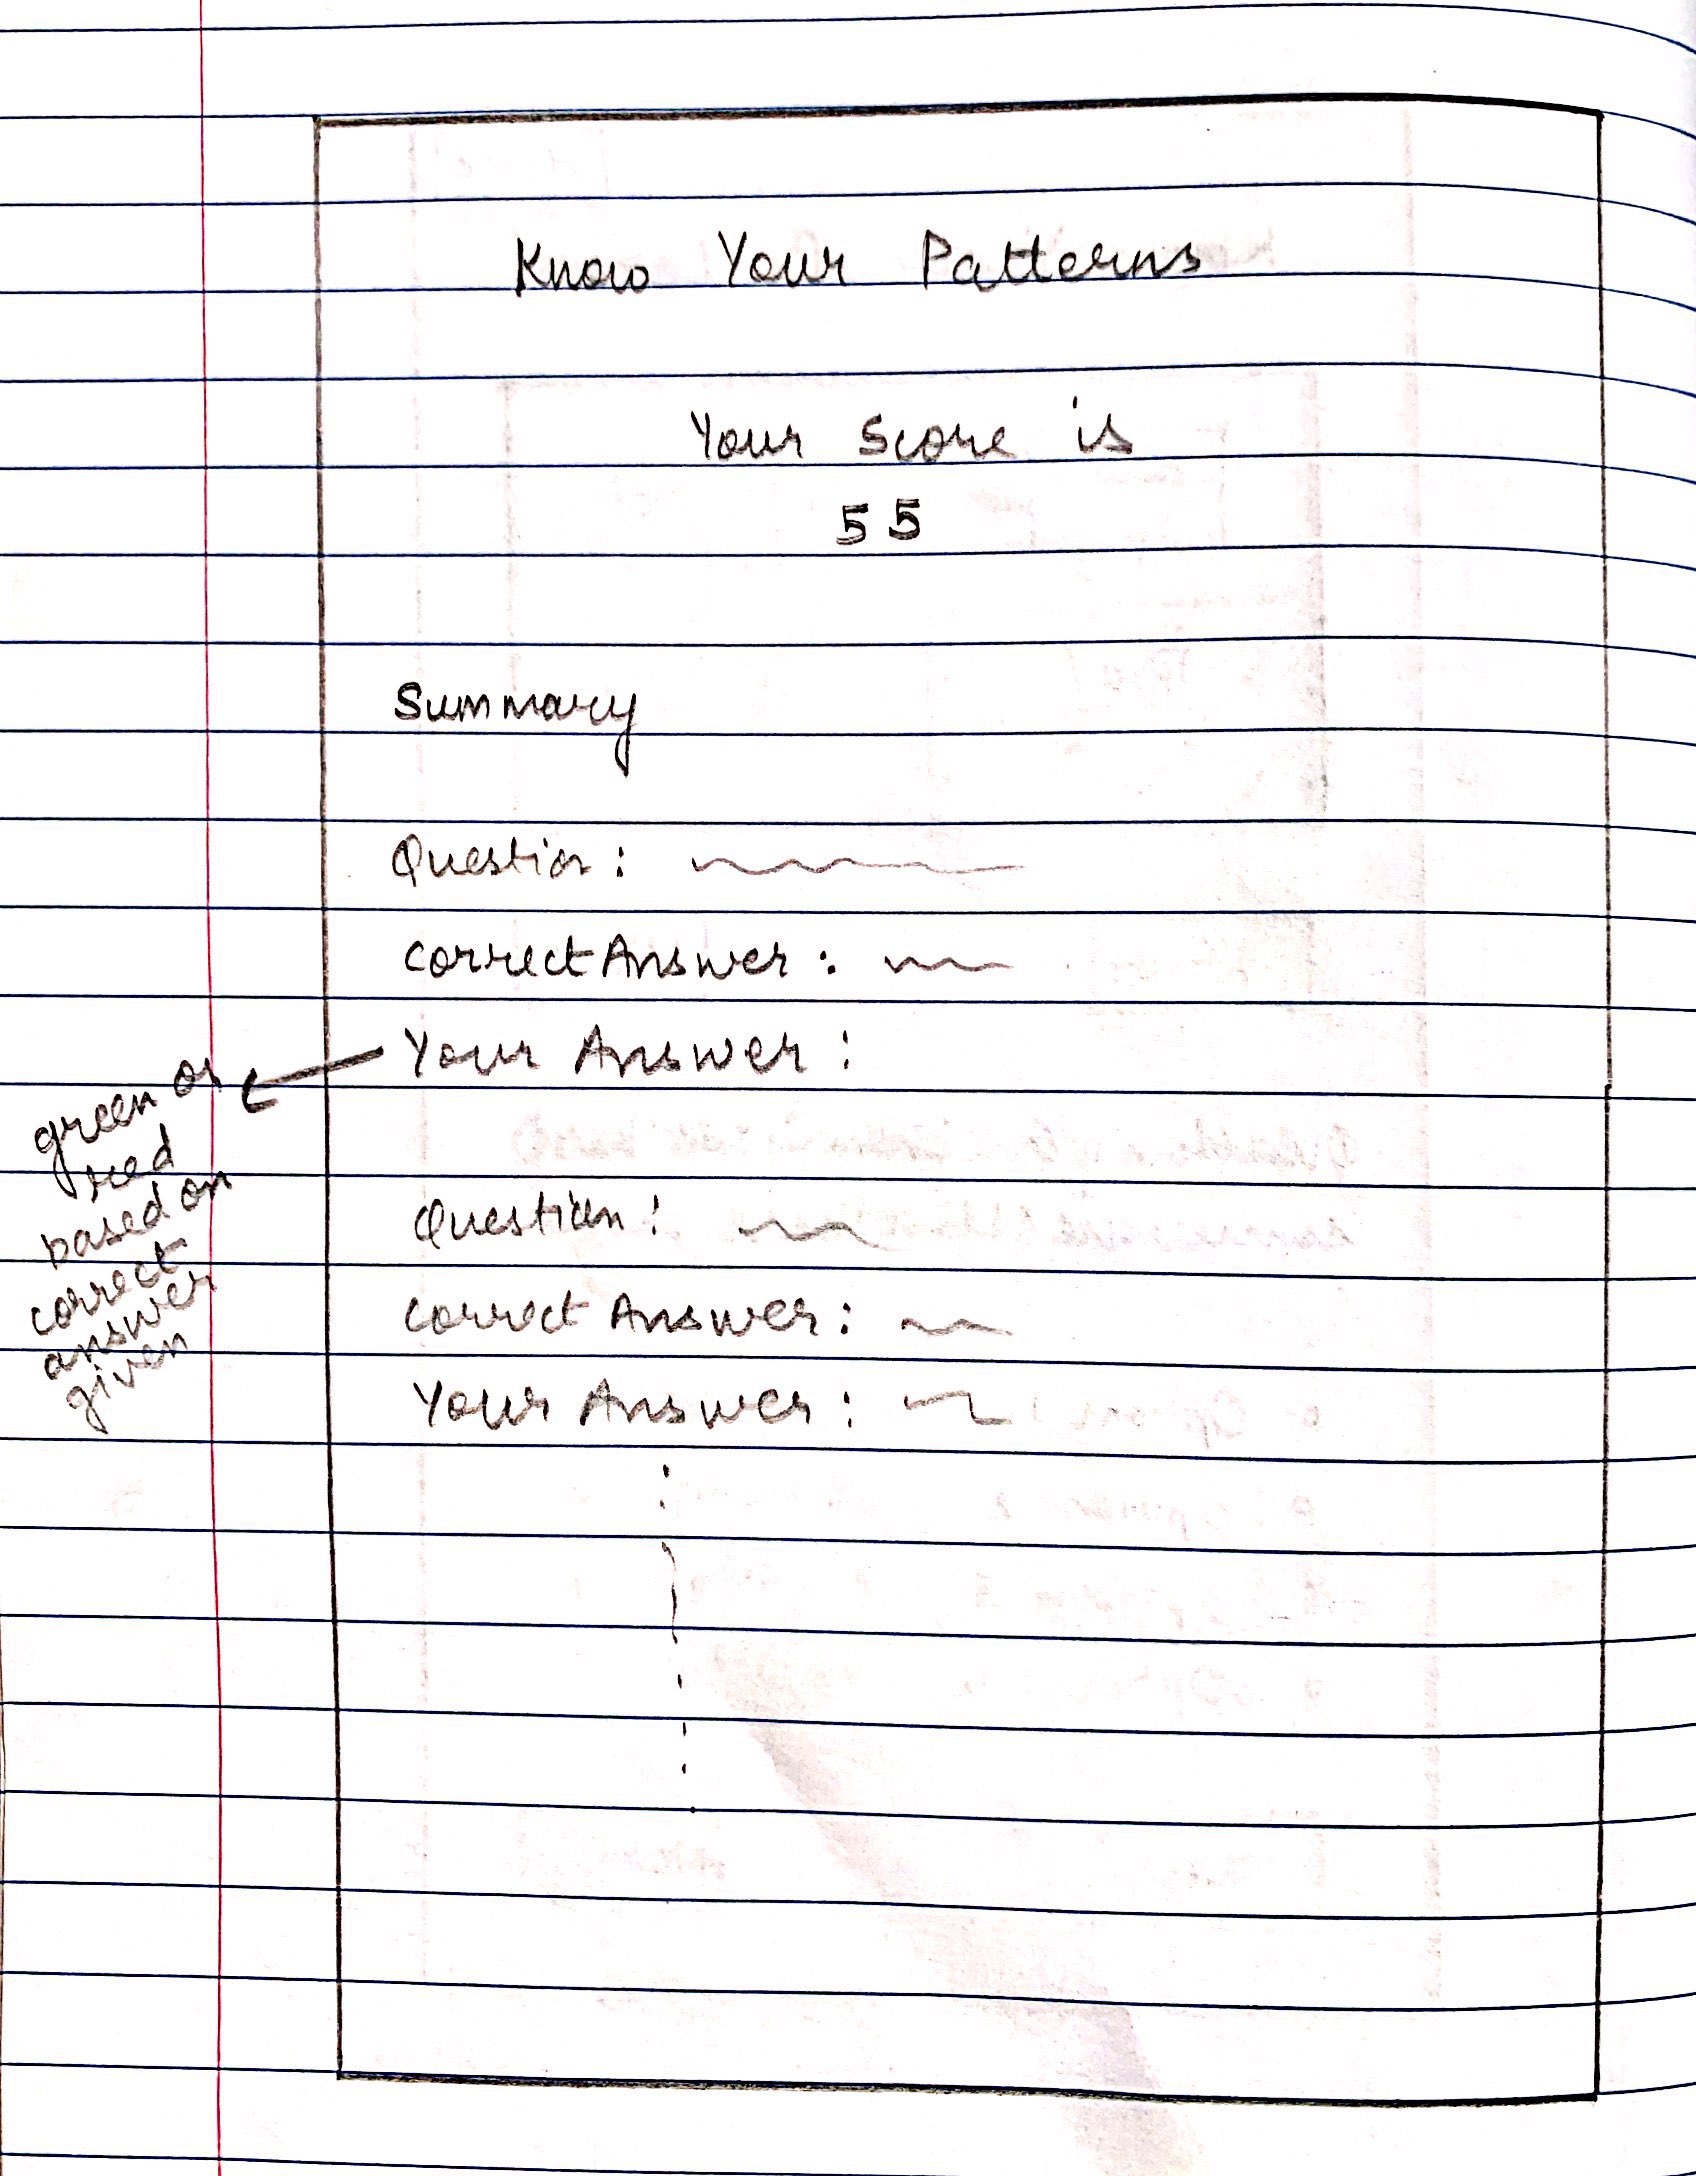 Know Your Patterns
Your Score is
55
Summary
Question :
correct Answer :
Your Answer :
green or
red
based on
correct
answer
given
Question :
correct Answer :
Your Answer :